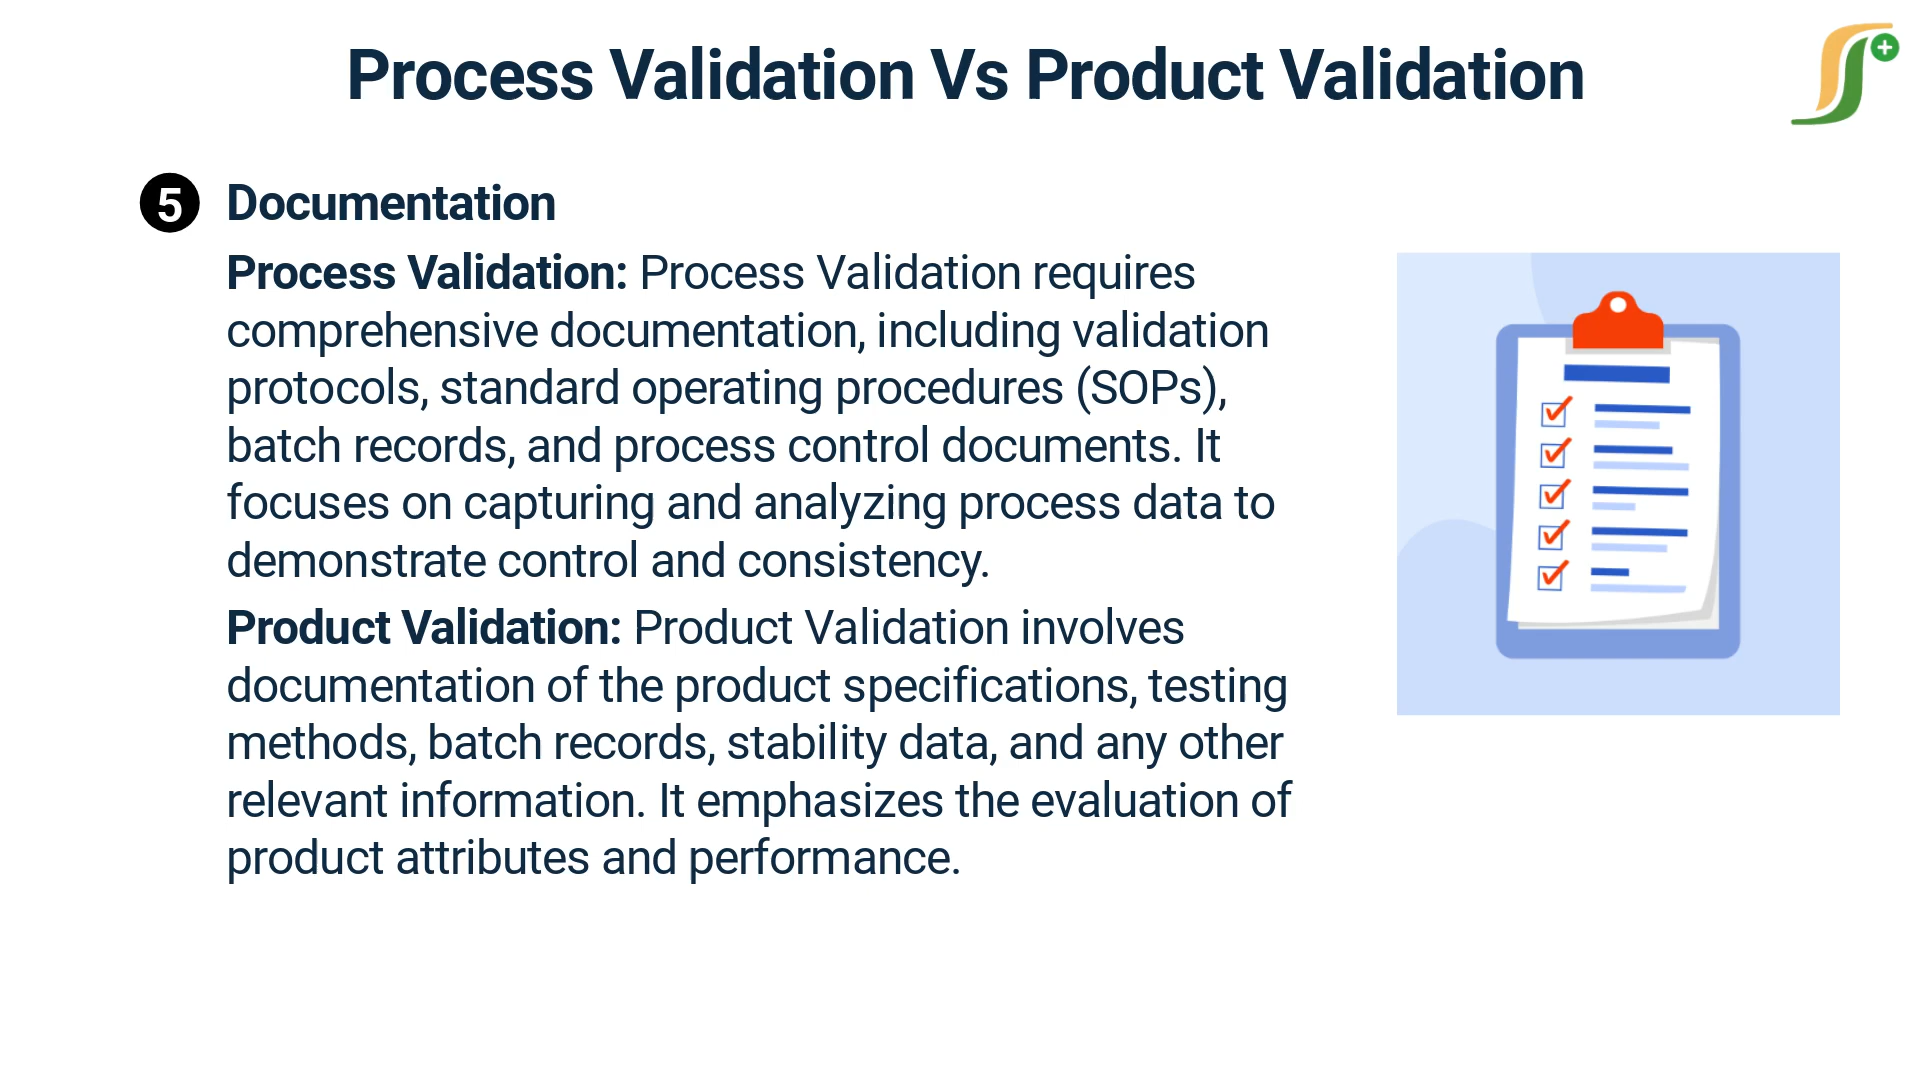 Process Validation Vs Product Validation
5 Documentation
Process Validation: Process Validation requires
comprehensive documentation, including validation
protocols, standard operating procedures (SOPs),
batch records, and process control documents. It
focuses on capturing and analyzing process data to
demonstrate control and consistency.
Product Validation: Product Validation involves
documentation of the product specifications, testing
methods, batch records, stability data, and any other
relevant information. It emphasizes the evaluation of
product attributes and performance.